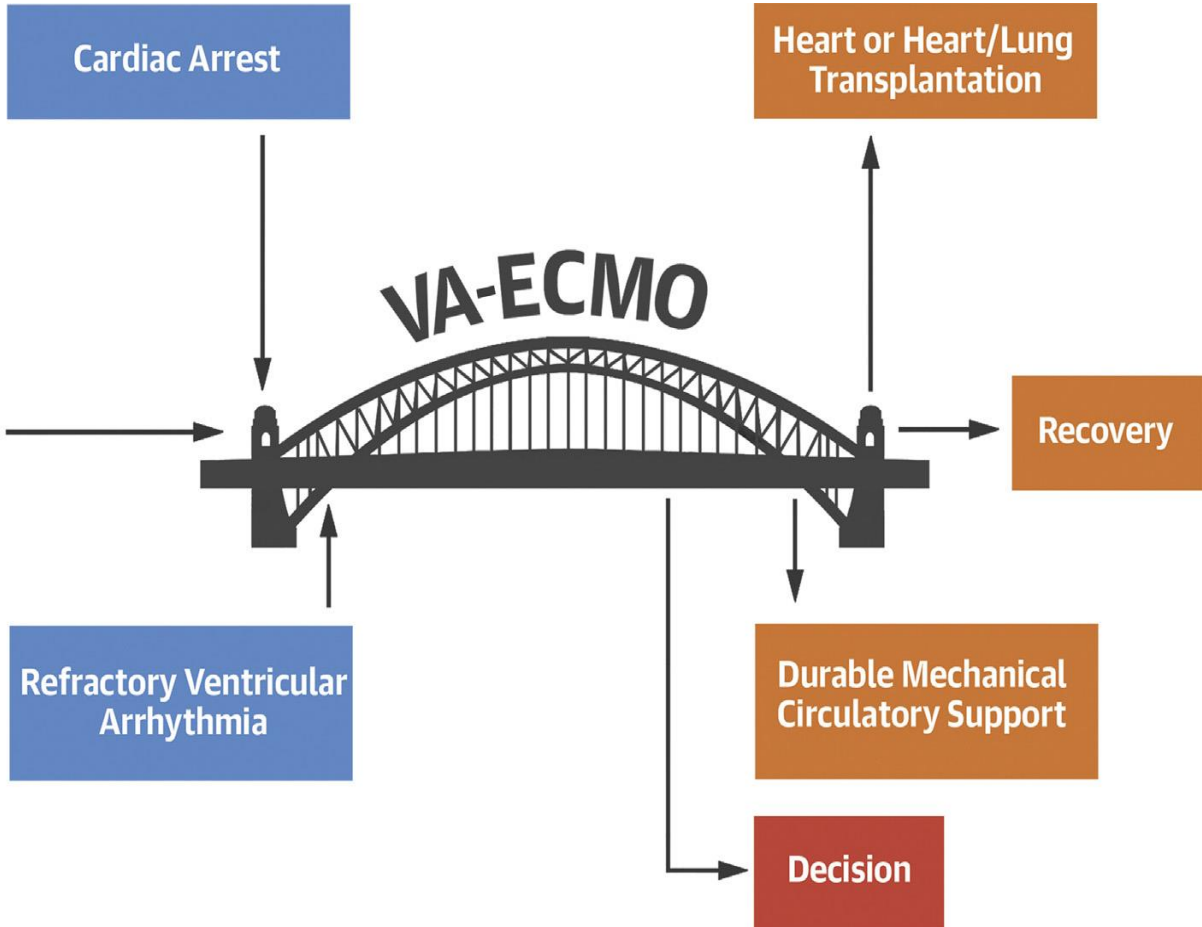 Cardiac Arrest
Heart or Heart/Lung
Transplantation
VA-ECMO
Recovery
Refractory Ventricular
Arrhythmia
Durable Mechanical
Circulatory Support
Decision